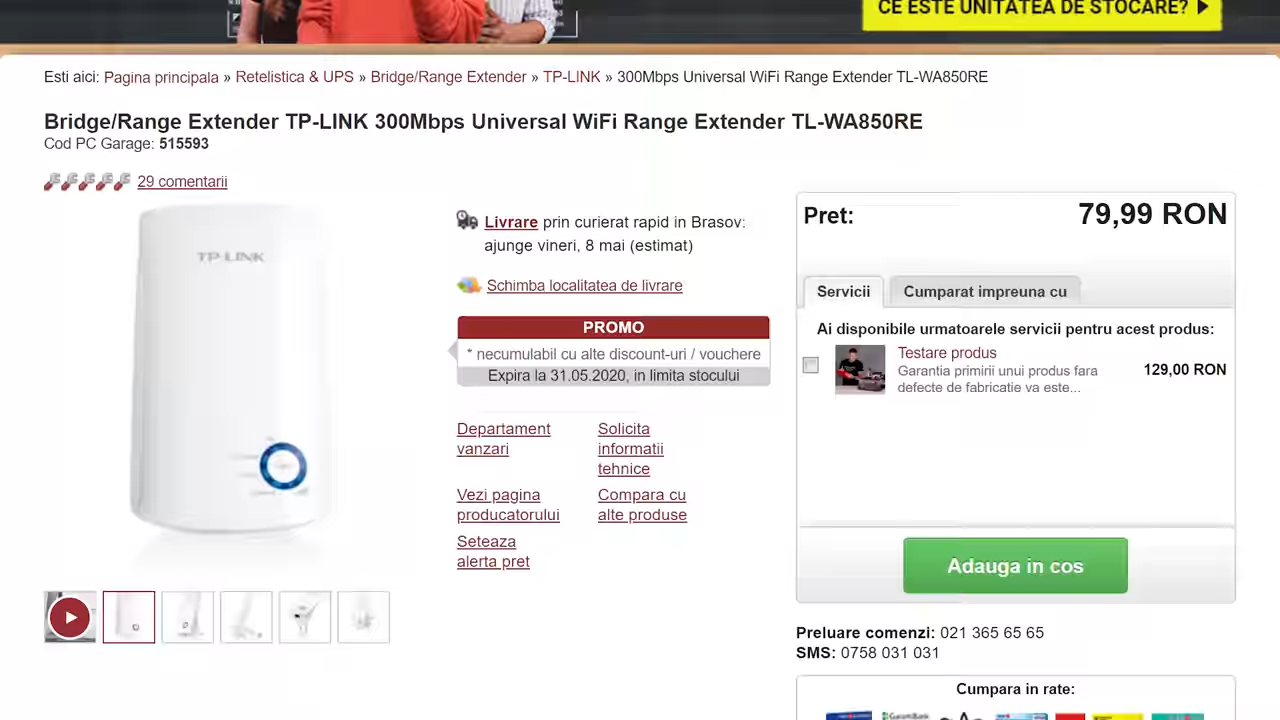 CE ESTE UNITATEA DE STOCARE?
Esti aici: Pagina principala » Retelistica & UPS » Bridge/Range Extender » TP-LINK » 300Mbps Universal WiFi Range Extender TL-WA850RE
Bridge/Range Extender TP-LINK 300Mbps Universal WiFi Range Extender TL-WA850RE
Cod PC Garage: 515593
29 comentarii
TP-LINK
Livrare prin curierat rapid in Brasov:
ajunge vineri, 8 mai (estimat)
Schimba localitatea de livrare
PROMO
* necumulabil cu alte discount-uri / vouchere
Expira la 31.05.2020, in limita stocului
Departament vanzari
Solicita informatii tehnice
Vezi pagina producatorului
Compara cu alte produse
Seteaza alerta pret
Pret: 79,99 RON
Servicii
Cumparat impreuna cu
Ai disponibile urmatoarele servicii pentru acest produs:
Testare produs
Garantia primirii unui produs fara
defecte de fabricatie va este...
129,00 RON
Adauga in cos
Preluare comenzi: 021 365 65 65
SMS: 0758 031 031
Cumpara in rate: